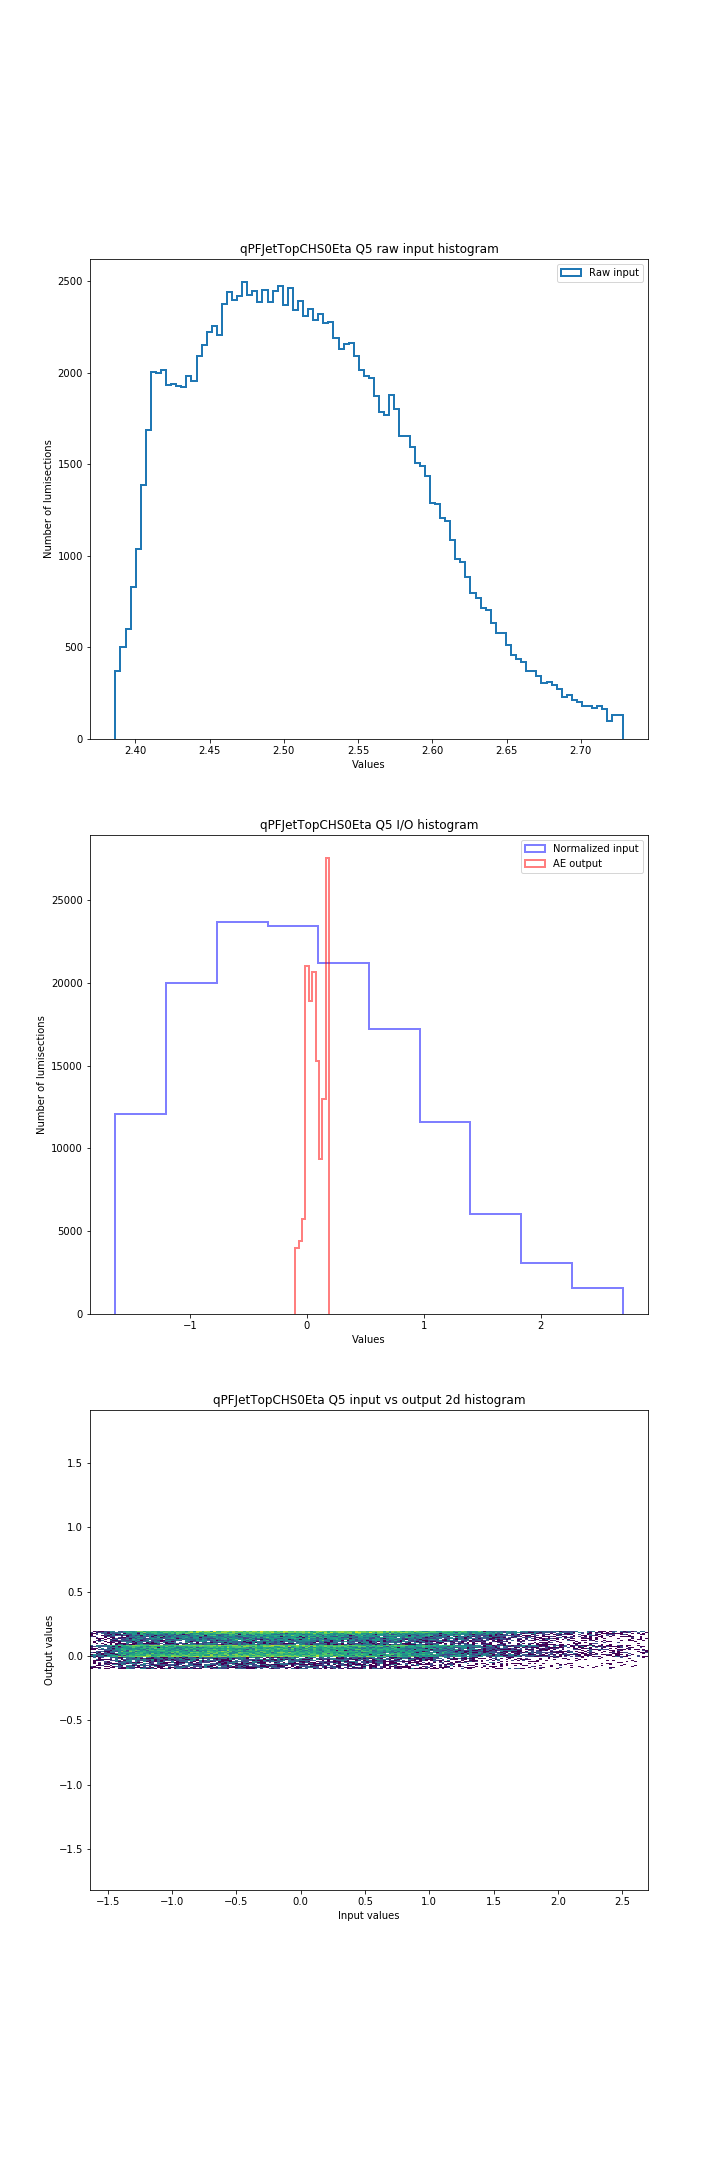 qPFJetTopCHS0Eta Q5 raw input histogram
Raw input
2500
2000
1500
1000
500
0
Number of lumisections
2.40 2.45 2.50 2.55 2.60 2.65 2.70
Values
qPFJetTopCHS0Eta Q5 I/O histogram
Normalized input
AE output
25000
20000
15000
10000
5000
0
Number of lumisections
−1 0 1 2
Values
qPFJetTopCHS0Eta Q5 input vs output 2d histogram
1.5
1.0
0.5
0.0
−0.5
−1.0
−1.5
Output values
−1.5 −1.0 −0.5 0.0 0.5 1.0 1.5 2.0 2.5
Input values